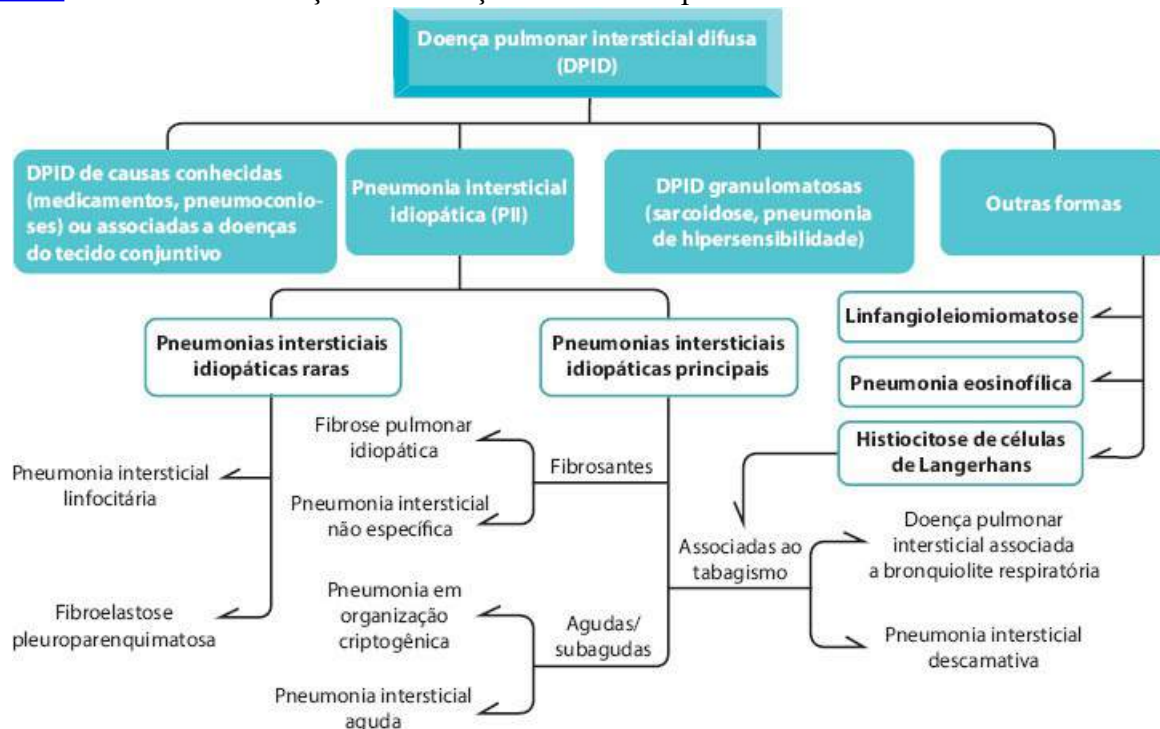 Doença pulmonar intersticial difusa
(DPID)
DPID de causas conhecidas
(medicamentos, pneumoconio-
ses) ou associadas a doenças
do tecido conjuntivo
Pneumonia intersticial
idiopática (PII)
DPID granulomatosas
(sarcoidose, pneumonia
de hipersensibilidade)
Outras formas
Pneumonias intersticiais
idiopáticas raras
Pneumonias intersticiais
idiopáticas principais
Linfangioleiomiomatose
Pneumonia eosinofílica
Histiocitose de células
de Langerhans
Pneumonia intersticial
linfocitária
Fibroelastose
pleuroparenquimatosa
Fibrose pulmonar
idiopática
Fibrosantes
Pneumonia intersticial
não específica
Pneumonia em
organização
criptogênica
Agudas/
subagudas
Pneumonia intersticial
aguda
Associadas ao
tabagismo
Doença pulmonar
intersticial associada
a bronquiolite respiratória
Pneumonia intersticial
descamativa